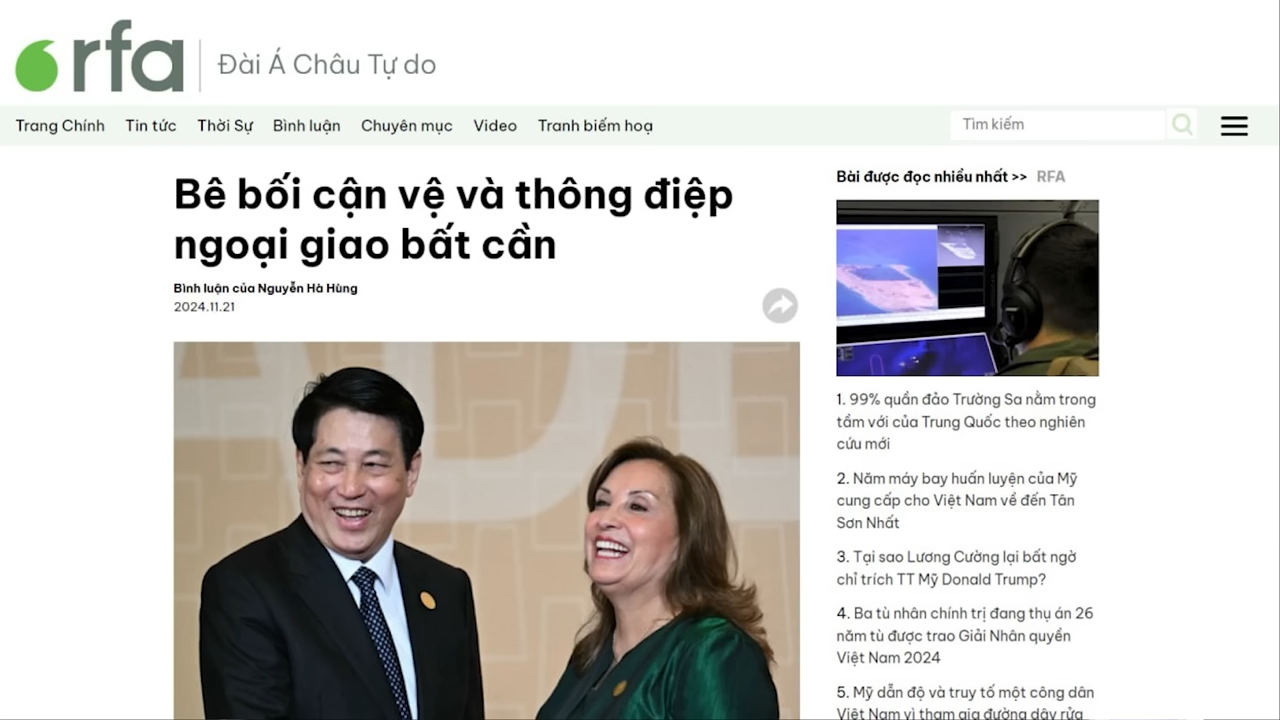 rfa Đài Á Châu Tự do
Trang Chính Tin tức Thời Sự Bình luận Chuyên mục Video Tranh biếm hoạ Tìm kiếm
Bê bối cận vệ và thông điệp
ngoại giao bất cẩn
Bình luận của Nguyễn Hà Hùng
2024.11.21
Bài được đọc nhiều nhất >> RFA
1. 99% quần đảo Trường Sa nằm trong
tầm với của Trung Quốc theo nghiên
cứu mới
2. Năm máy bay huấn luyện của Mỹ
cung cấp cho Việt Nam về đến Tân
Sơn Nhất
3. Tại sao Lương Cường lại bất ngờ
chỉ trích TT Mỹ Donald Trump?
4. Ba tù nhân chính trị đang thụ án 26
năm tù được trao Giải Nhân quyền
Việt Nam 2024
5. Mỹ dẫn độ và truy tố một công dân
Việt Nam vì tham gia đường dây rửa